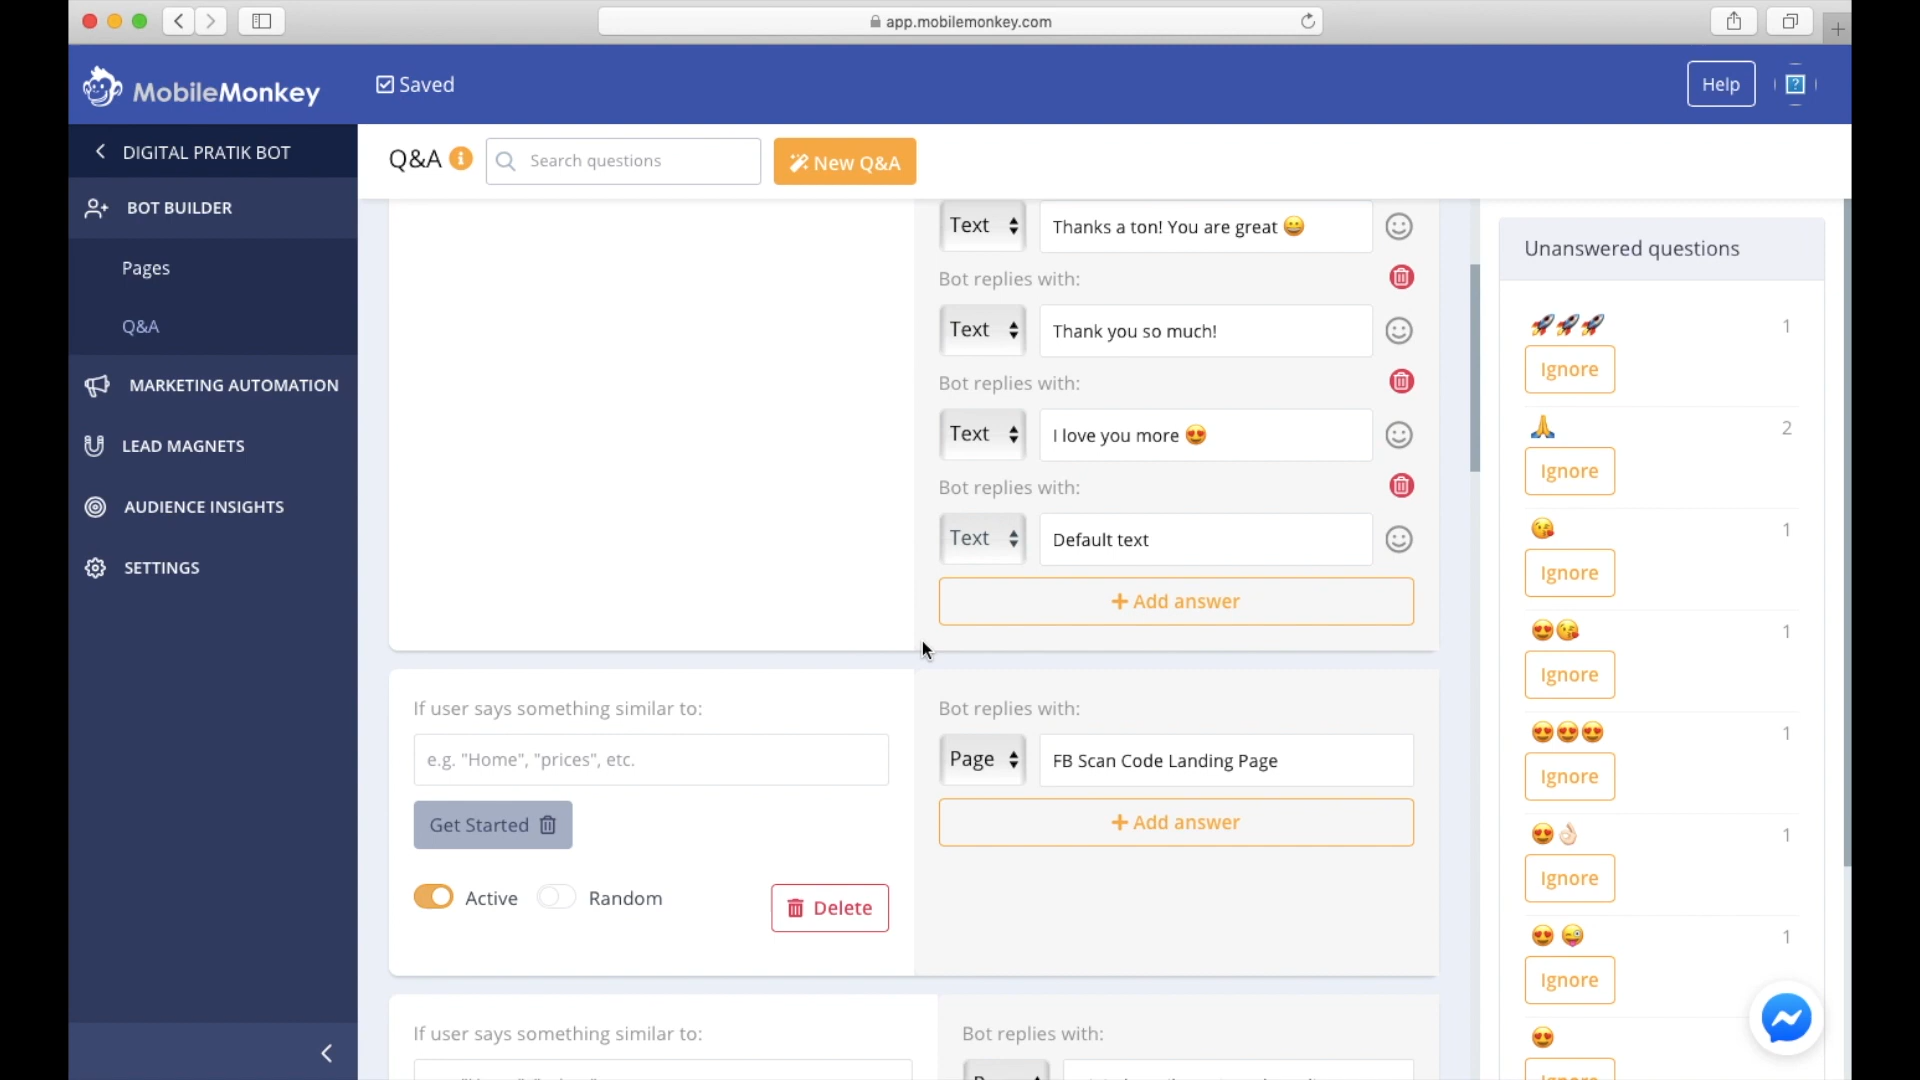 app.mobilemonkey.com
MobileMonkey
Saved
Help
DIGITAL PRATIK BOT
BOT BUILDER
Pages
Q&A
MARKETING AUTOMATION
LEAD MAGNETS
AUDIENCE INSIGHTS
SETTINGS
Q&A
Search questions
New Q&A
Text
Thanks a ton! You are great 😀
Bot replies with:
Text
Thank you so much!
Bot replies with:
Text
I love you more 😍
Bot replies with:
Text
Default text
+ Add answer
If user says something similar to:
e.g. "Home", "prices", etc.
Get Started
Active
Random
Delete
Bot replies with:
Page
FB Scan Code Landing Page
+ Add answer
If user says something similar to:
Bot replies with:
Unanswered questions
🚀🚀🚀 1
Ignore
🙏 2
Ignore
😘 1
Ignore
😍😘 1
Ignore
😍😍😍 1
Ignore
😍👌🏻 1
Ignore
😍 😜 1
Ignore
😍